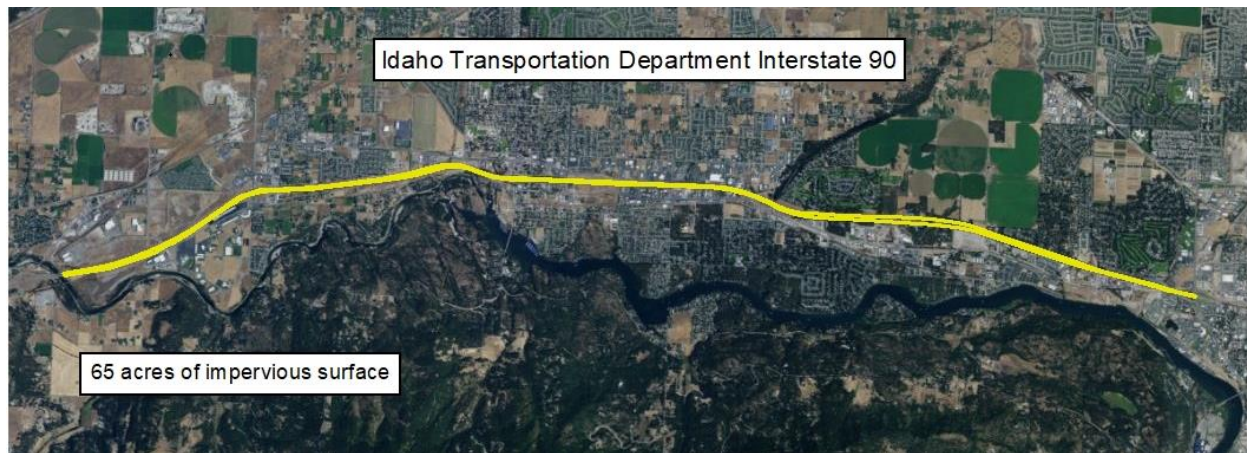 Idaho Transportation Department Interstate 90
65 acres of impervious surface